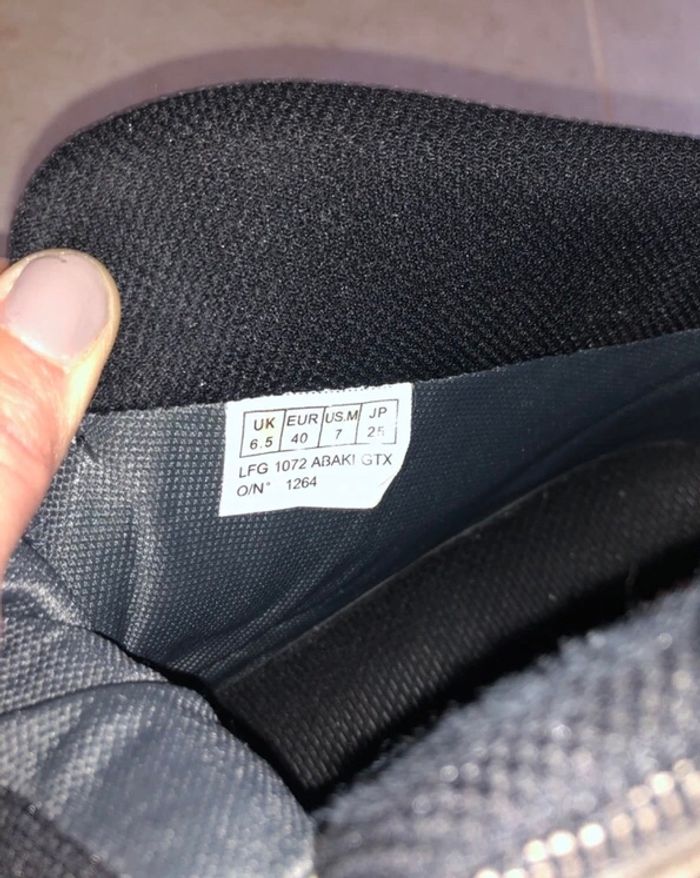 UK EUR US.M JP
6.5 40 7 25
LFG 1072 ABAKI GTX
O/N° 1264